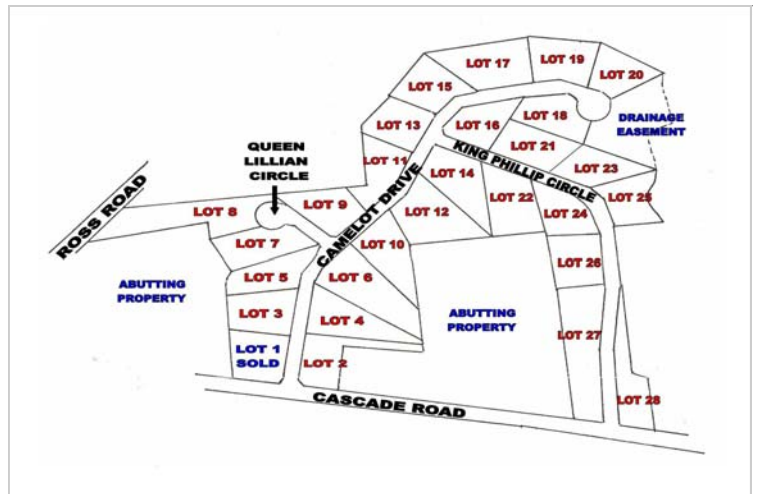 LOT 17
LOT 19
LOT 20
LOT 15
LOT 13
LOT 16
LOT 18
DRAINAGE
EASEMENT
QUEEN
LILLIAN
CIRCLE
LOT 11
LOT 21
KING PHILLIP CIRCLE
LOT 23
LOT 14
ROSS ROAD
LOT 8
LOT 9
CAMELOT DRIVE
LOT 12
LOT 22
LOT 24
LOT 25
LOT 7
LOT 10
LOT 5
LOT 6
LOT 26
ABUTTING
PROPERTY
LOT 3
LOT 4
ABUTTING
PROPERTY
LOT 27
LOT 1
SOLD
LOT 2
CASCADE ROAD
LOT 28